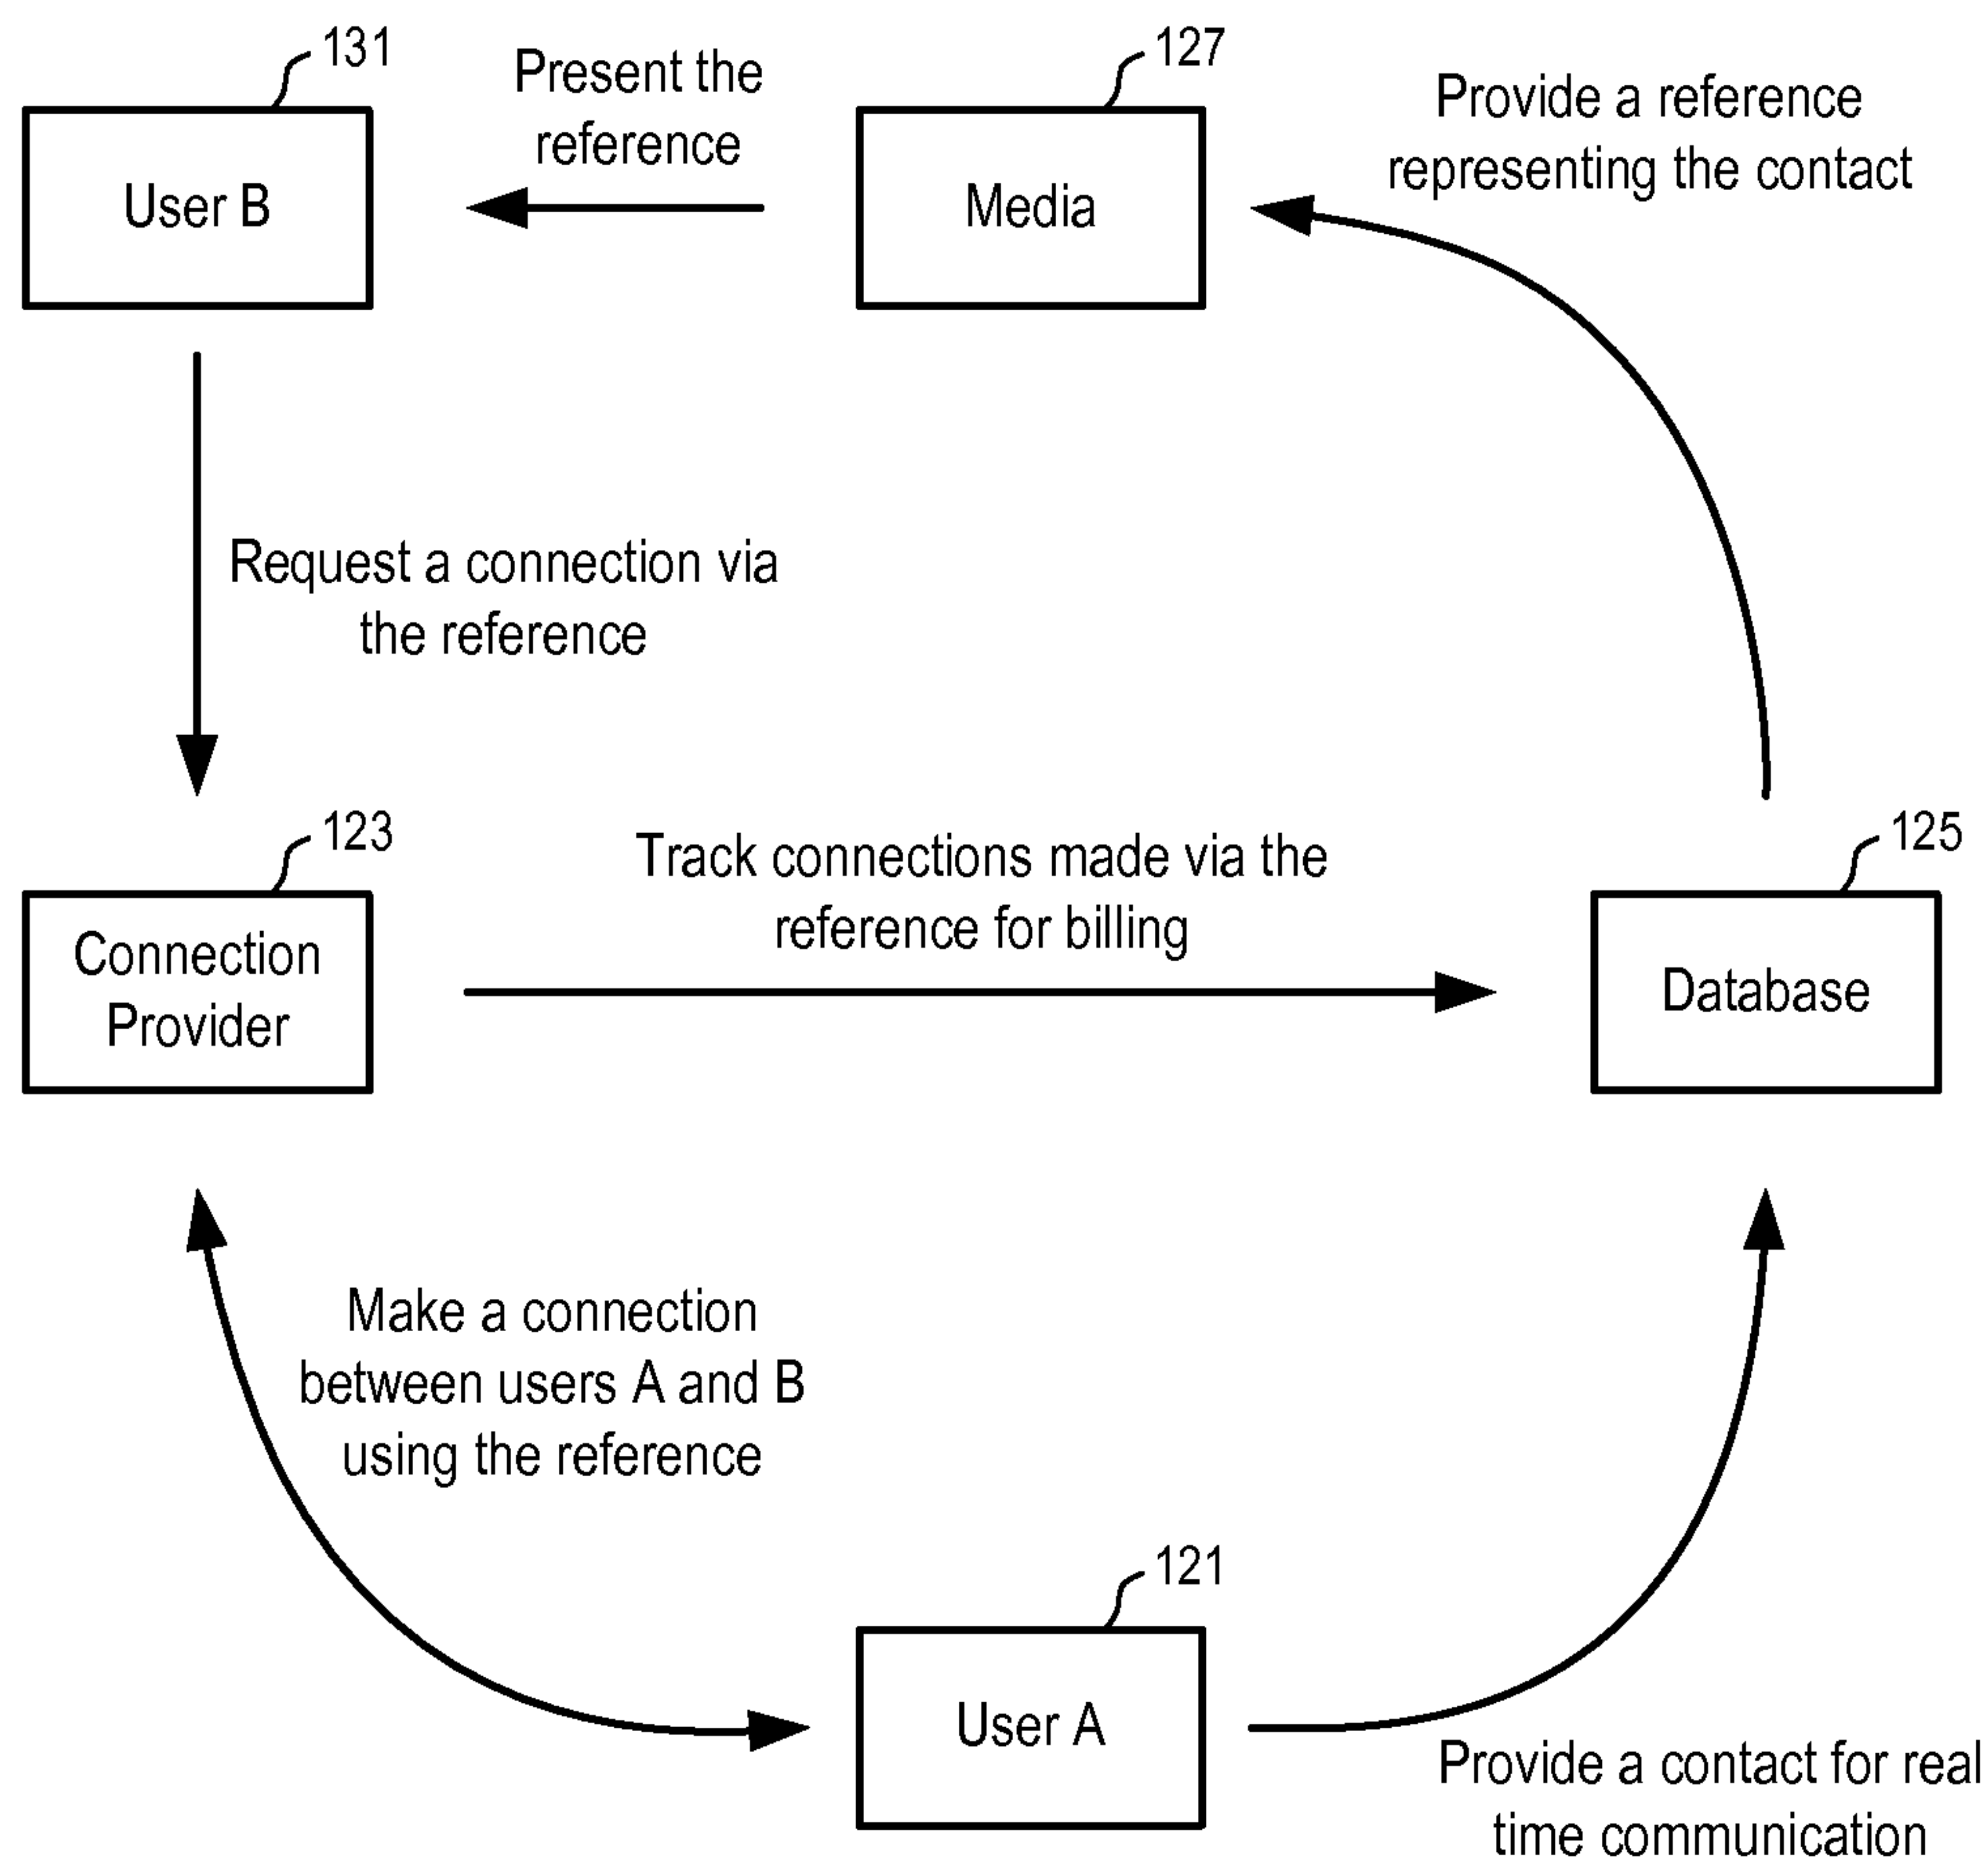 131
127
Present the
reference
Provide a reference
representing the contact
User B
Media
Request a connection via
the reference
123
125
Track connections made via the
reference for billing
Connection
Provider
Database
Make a connection
between users A and B
using the reference
121
User A
Provide a contact for real
time communication